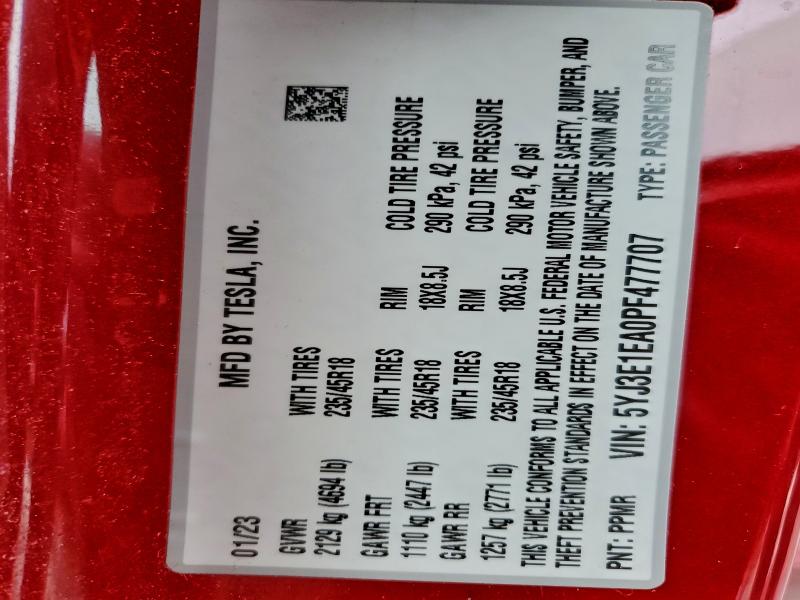 MFD BY TESLA, INC.
01/23
GVWR WITH TIRES
2129 kg (4694 lb) 235/45R18
GAWR FRT WITH TIRES RIM COLD TIRE PRESSURE
1110 kg (2447 lb) 235/45R18 18X8.5J 290 kPa, 42 psi
GAWR RR WITH TIRES RIM COLD TIRE PRESSURE
1257 kg (2771 lb) 235/45R18 18X8.5J 290 kPa, 42 psi
THIS VEHICLE CONFORMS TO ALL APPLICABLE U.S. FEDERAL MOTOR VEHICLE SAFETY, BUMPER, AND
THEFT PREVENTION STANDARDS IN EFFECT ON THE DATE OF MANUFACTURE SHOWN ABOVE.
PNT: PPMR VIN: 5YJ3E1EA0PF477707 TYPE: PASSENGER CAR